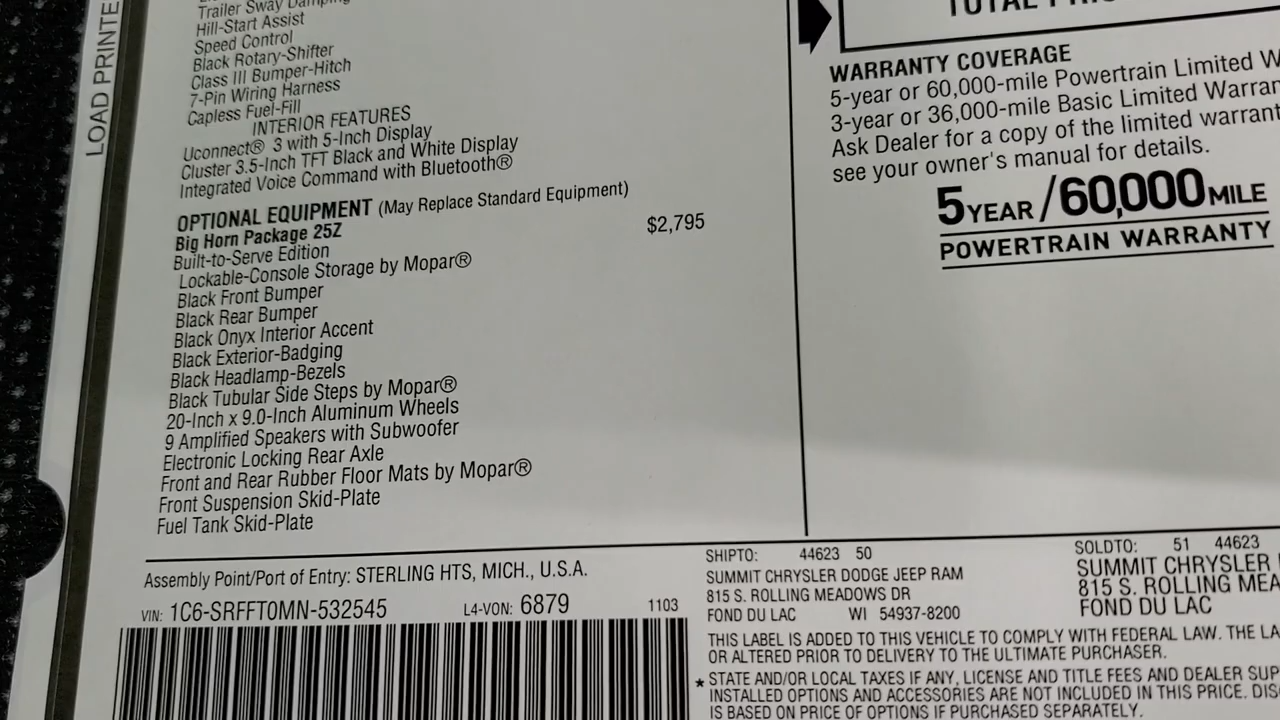 LOAD PRINTE
Trailer Sway Damping
Hill-Start Assist
Speed Control
Black Rotary-Shifter
Class III Bumper-Hitch
7-Pin Wiring Harness
Capless Fuel-Fill
INTERIOR FEATURES
Uconnect® 3 with 5-Inch Display
Cluster 3.5-Inch TFT Black and White Display
Integrated Voice Command with Bluetooth®
OPTIONAL EQUIPMENT (May Replace Standard Equipment)
Big Horn Package 25Z $2,795
Built-to-Serve Edition
Lockable-Console Storage by Mopar®
Black Front Bumper
Black Rear Bumper
Black Onyx Interior Accent
Black Exterior-Badging
Black Headlamp-Bezels
Black Tubular Side Steps by Mopar®
20-Inch x 9.0-Inch Aluminum Wheels
9 Amplified Speakers with Subwoofer
Electronic Locking Rear Axle
Front and Rear Rubber Floor Mats by Mopar®
Front Suspension Skid-Plate
Fuel Tank Skid-Plate
TOTAL PRI
WARRANTY COVERAGE
5-year or 60,000-mile Powertrain Limited W
3-year or 36,000-mile Basic Limited Warran
Ask Dealer for a copy of the limited warrant
see your owner's manual for details.
5 YEAR / 60,000 MILE
POWERTRAIN WARRANTY
Assembly Point/Port of Entry: STERLING HTS, MICH., U.S.A.
VIN: 1C6-SRFFT0MN-532545 L4-VON: 6879 1103
SHIPTO: 44623 50
SUMMIT CHRYSLER DODGE JEEP RAM
815 S. ROLLING MEADOWS DR
FOND DU LAC WI 54937-8200
SOLDTO: 51 44623
SUMMIT CHRYSLER
815 S. ROLLING MEA
FOND DU LAC
THIS LABEL IS ADDED TO THIS VEHICLE TO COMPLY WITH FEDERAL LAW. THE LA
OR ALTERED PRIOR TO DELIVERY TO THE ULTIMATE PURCHASER.
* STATE AND/OR LOCAL TAXES IF ANY, LICENSE AND TITLE FEES AND DEALER SUP
INSTALLED OPTIONS AND ACCESSORIES ARE NOT INCLUDED IN THIS PRICE. DIS
IS BASED ON PRICE OF OPTIONS IF PURCHASED SEPARATELY.